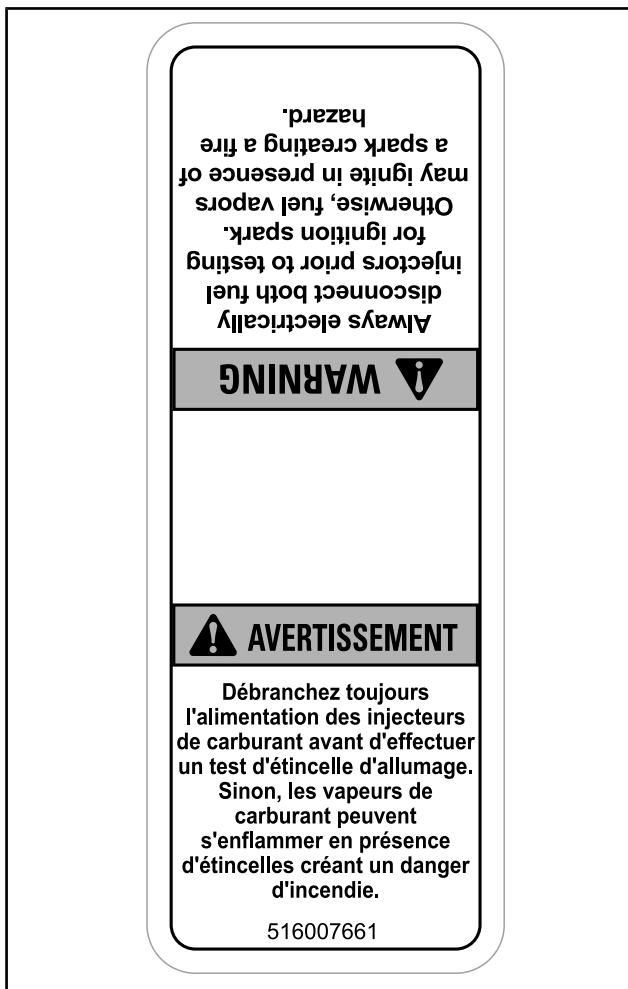 WARNING
Always electrically
disconnect both fuel
injectors prior to testing
for ignition spark.
Otherwise, fuel vapors
may ignite in presence of
a spark creating a fire
hazard.
AVERTISSEMENT
Débranchez toujours
l'alimentation des injecteurs
de carburant avant d'effectuer
un test d'étincelle d'allumage.
Sinon, les vapeurs de
carburant peuvent
s'enflammer en présence
d'étincelles créant un danger
d'incendie.
516007661